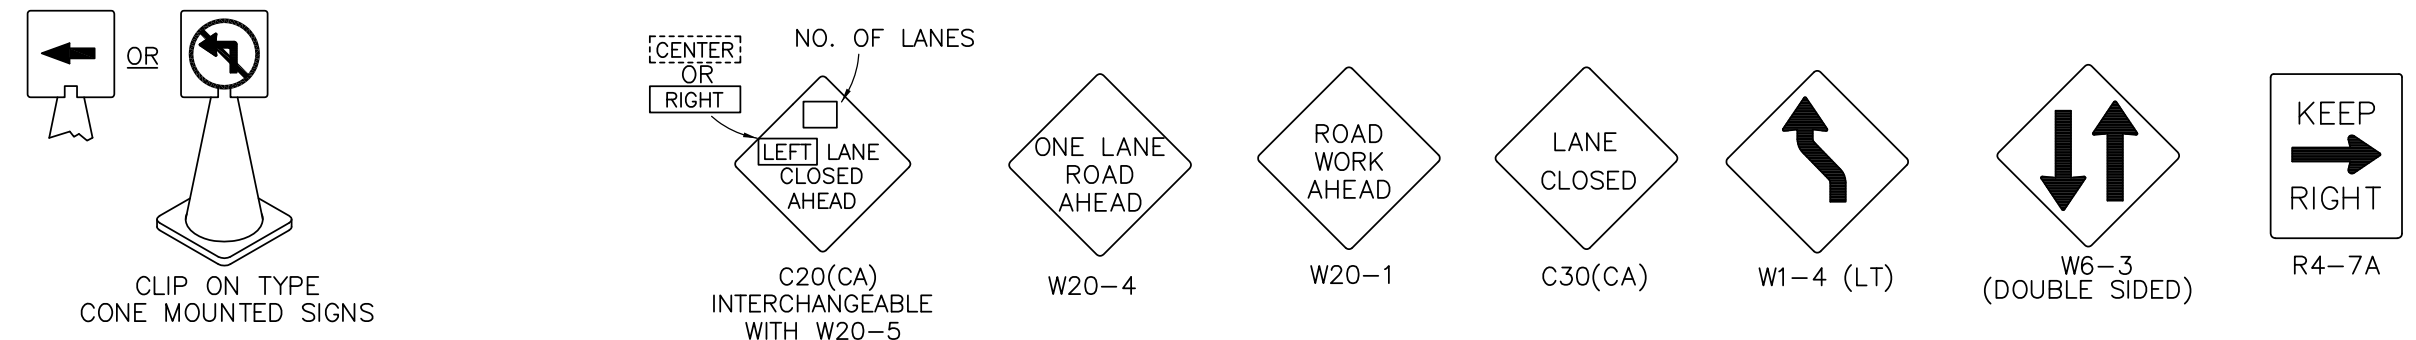 OR
CLIP ON TYPE
CONE MOUNTED SIGNS
CENTER
OR
RIGHT
NO. OF LANES
LEFT LANE
CLOSED
AHEAD
C20(CA)
INTERCHANGEABLE
WITH W20-5
ONE LANE
ROAD
AHEAD
W20-4
ROAD
WORK
AHEAD
W20-1
LANE
CLOSED
C30(CA)
W1-4 (LT)
W6-3
(DOUBLE SIDED)
KEEP
RIGHT
R4-7A